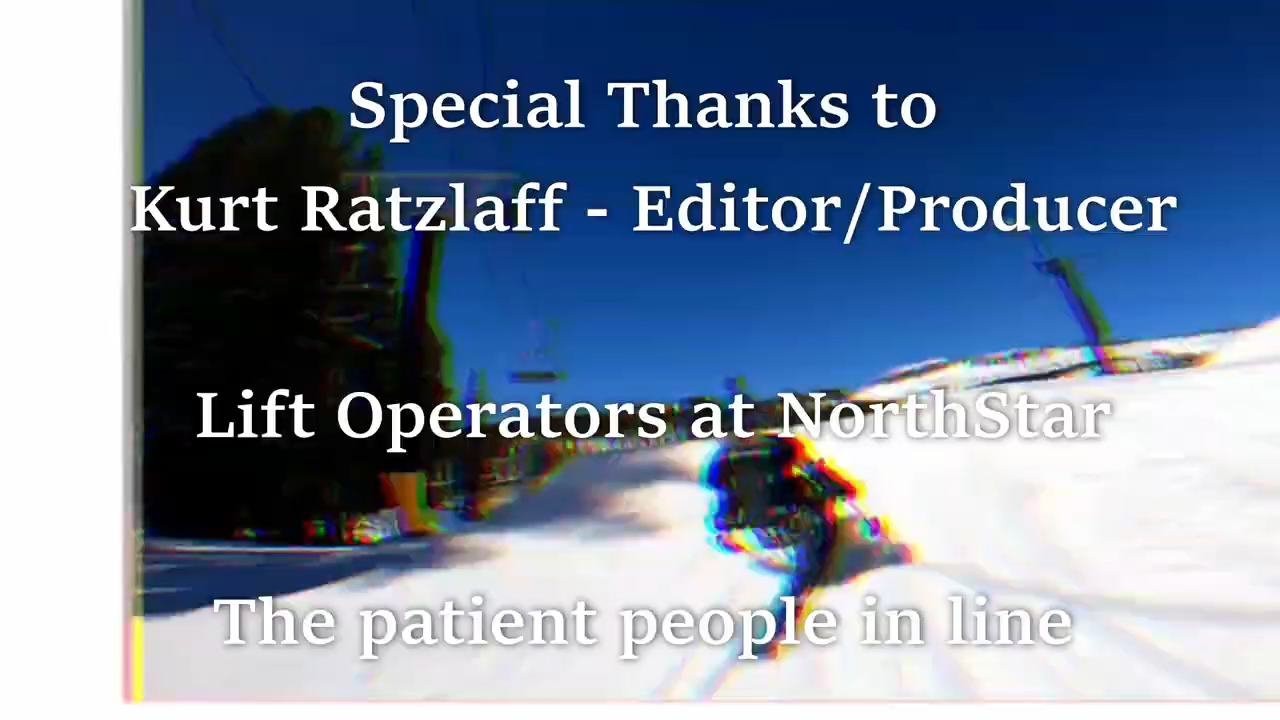 Special Thanks to
Kurt Ratzlaff - Editor/Producer
Lift Operators at NorthStar
The patient people in line